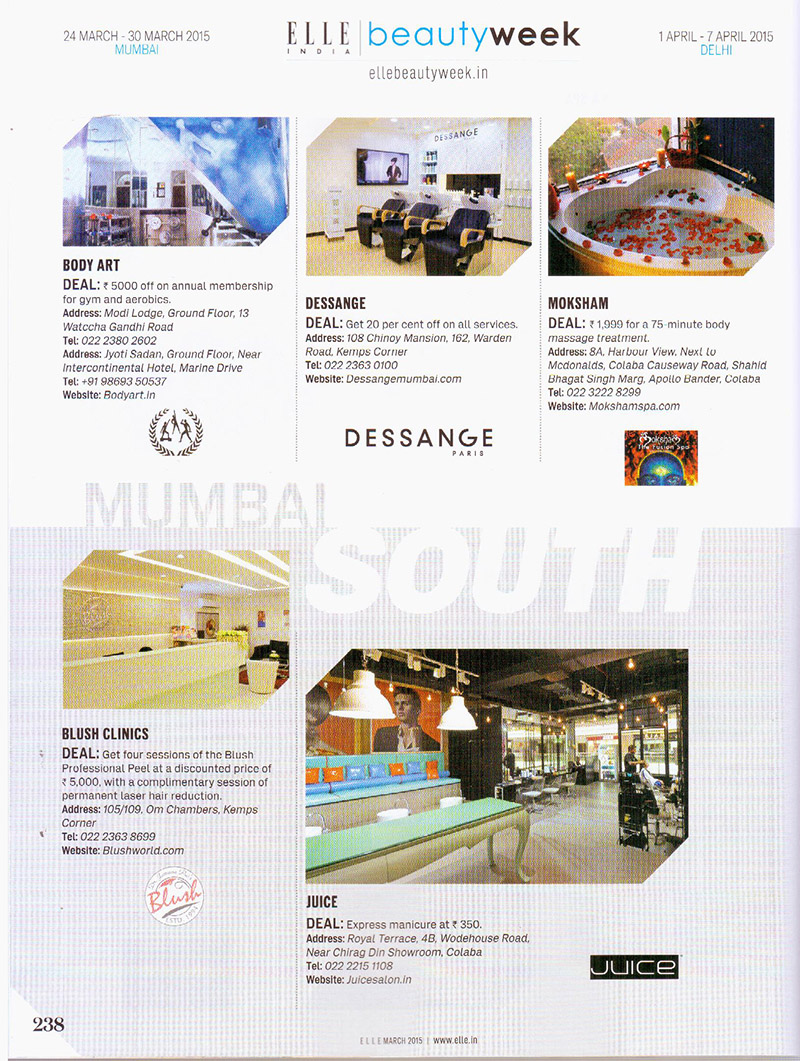 24 MARCH - 30 MARCH 2015
MUMBAI
ELLE
INDIA
beautyweek
ellebeautyweek.in
1 APRIL - 7 APRIL 2015
DELHI
BODY ART
DEAL: ₹ 5000 off on annual membership
for gym and aerobics.
Address: Modi Lodge, Ground Floor, 13
Watccha Gandhi Road
Tel: 022 2380 2602
Address: Jyoti Sadan, Ground Floor, Near
Intercontinental Hotel, Marine Drive
Tel: +91 98693 50537
Website: Bodyart.in
DESSANGE
DESSANGE
DEAL: Get 20 per cent off on all services.
Address: 108 Chinoy Mansion, 162, Warden
Road, Kemps Corner
Tel: 022 2363 0100
Website: Dessangemumbai.com
DESSANGE
PARIS
MOKSHAM
DEAL: ₹ 1,999 for a 75-minute body
massage treatment.
Address: 8A, Harbour View, Next to
Mcdonalds, Colaba Causeway Road, Shahid
Bhagat Singh Marg, Apollo Bander, Colaba
Tel: 022 3222 8299
Website: Mokshamspa.com
Moksham
The Fusion Spa
MUMBAI
SOUTH
BLUSH CLINICS
DEAL: Get four sessions of the Blush
Professional Peel at a discounted price of
₹ 5,000, with a complimentary session of
permanent laser hair reduction.
Address: 105/109, Om Chambers, Kemps
Corner
Tel: 022 2363 8699
Website: Blushworld.com
Blush
ESTD 1993
JUICE
DEAL: Express manicure at ₹ 350.
Address: Royal Terrace, 4B, Wodehouse Road,
Near Chirag Din Showroom, Colaba
Tel: 022 2215 1108
Website: Juicesalon.in
JUICE
238
ELLE MARCH 2015 | www.elle.in